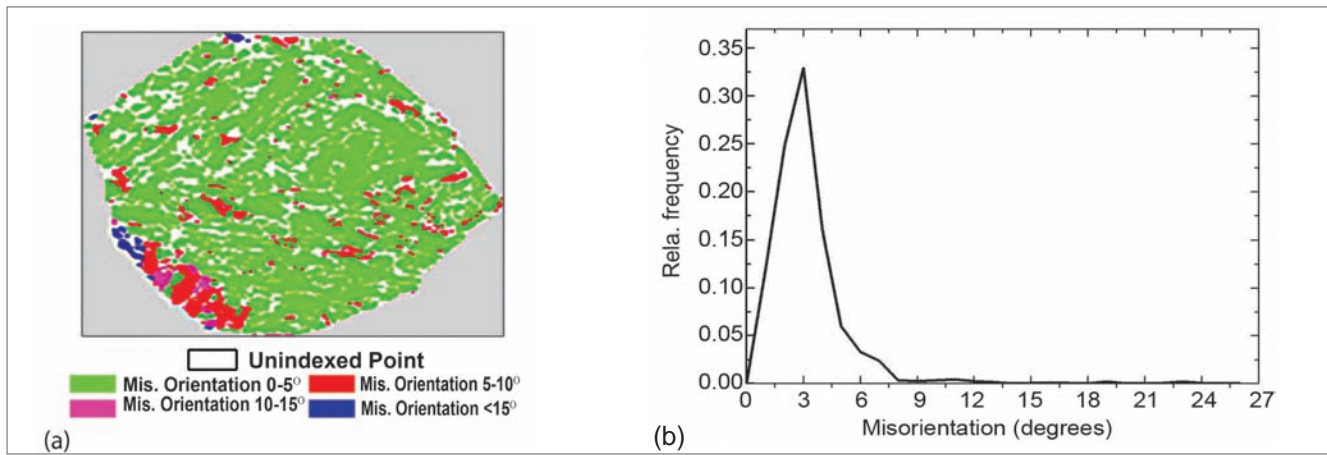 Unindexed Point
Mis. Orientation 0-5° Mis. Orientation 5-10°
Mis. Orientation 10-15° Mis. Orientation <15°
(a)
0.35
0.30
0.25
0.20
0.15
0.10
0.05
0.00
Rela. frequency
0 3 6 9 12 15 18 21 24 27
Misorientation (degrees)
(b)